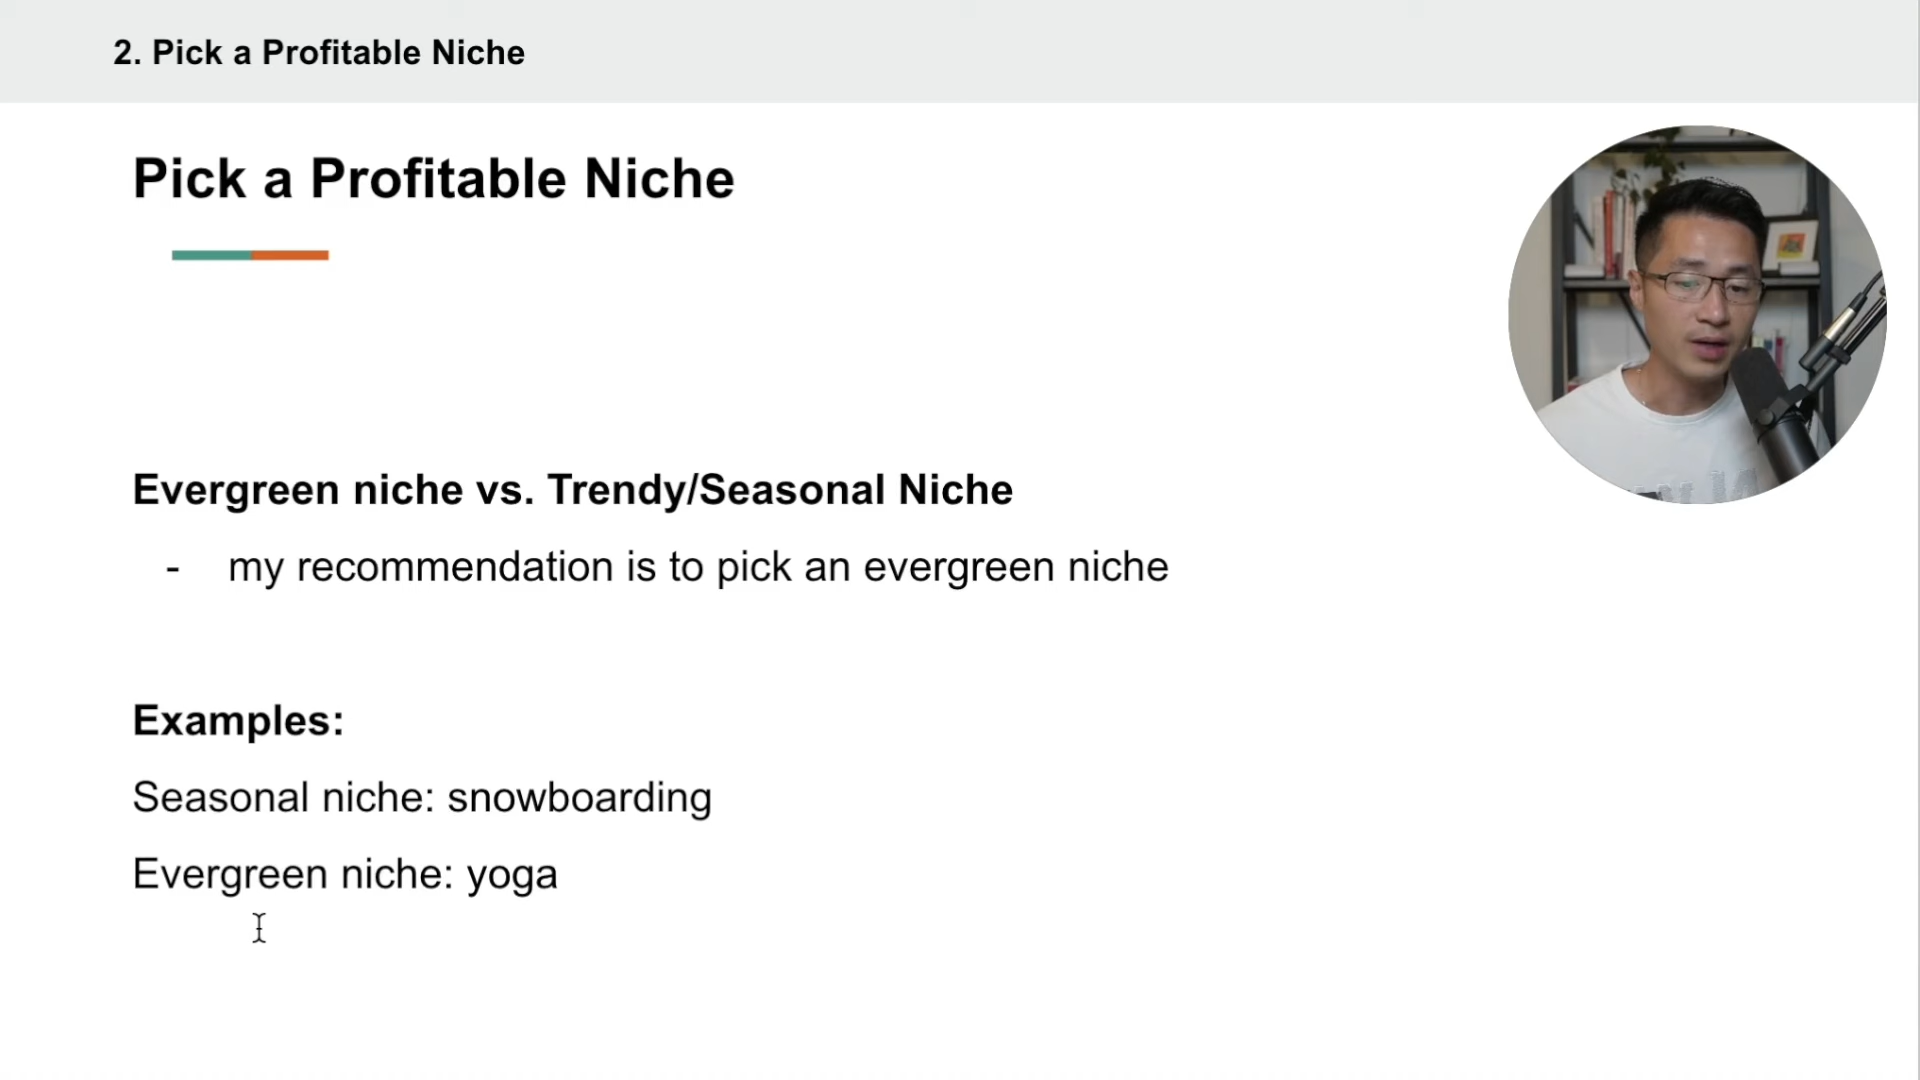 2. Pick a Profitable Niche
Pick a Profitable Niche
Evergreen niche vs. Trendy/Seasonal Niche
- my recommendation is to pick an evergreen niche
Examples:
Seasonal niche: snowboarding
Evergreen niche: yoga